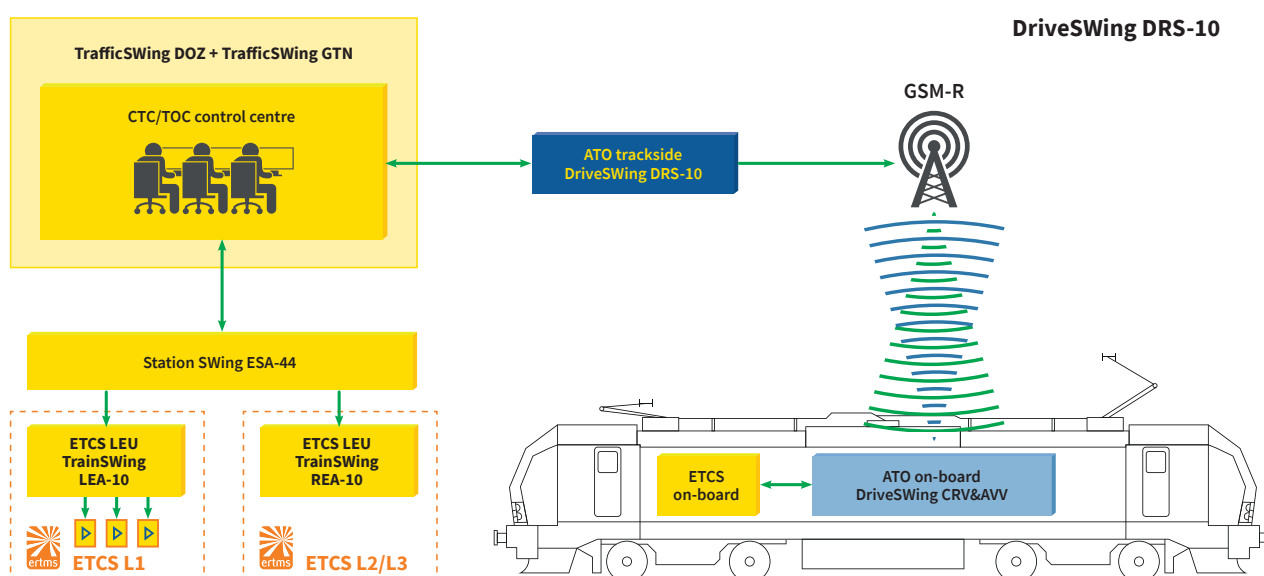 DriveSWing DRS-10
TrafficSWing DOZ + TrafficSWing GTN
CTC/TOC control centre
GSM-R
ATO trackside
DriveSWing DRS-10
Station SWing ESA-44
ETCS LEU
TrainSWing
LEA-10
ETCS LEU
TrainSWing
REA-10
ETCS
on-board
ATO on-board
DriveSWing CRV&AVV
ertms
ETCS L1
ertms
ETCS L2/L3